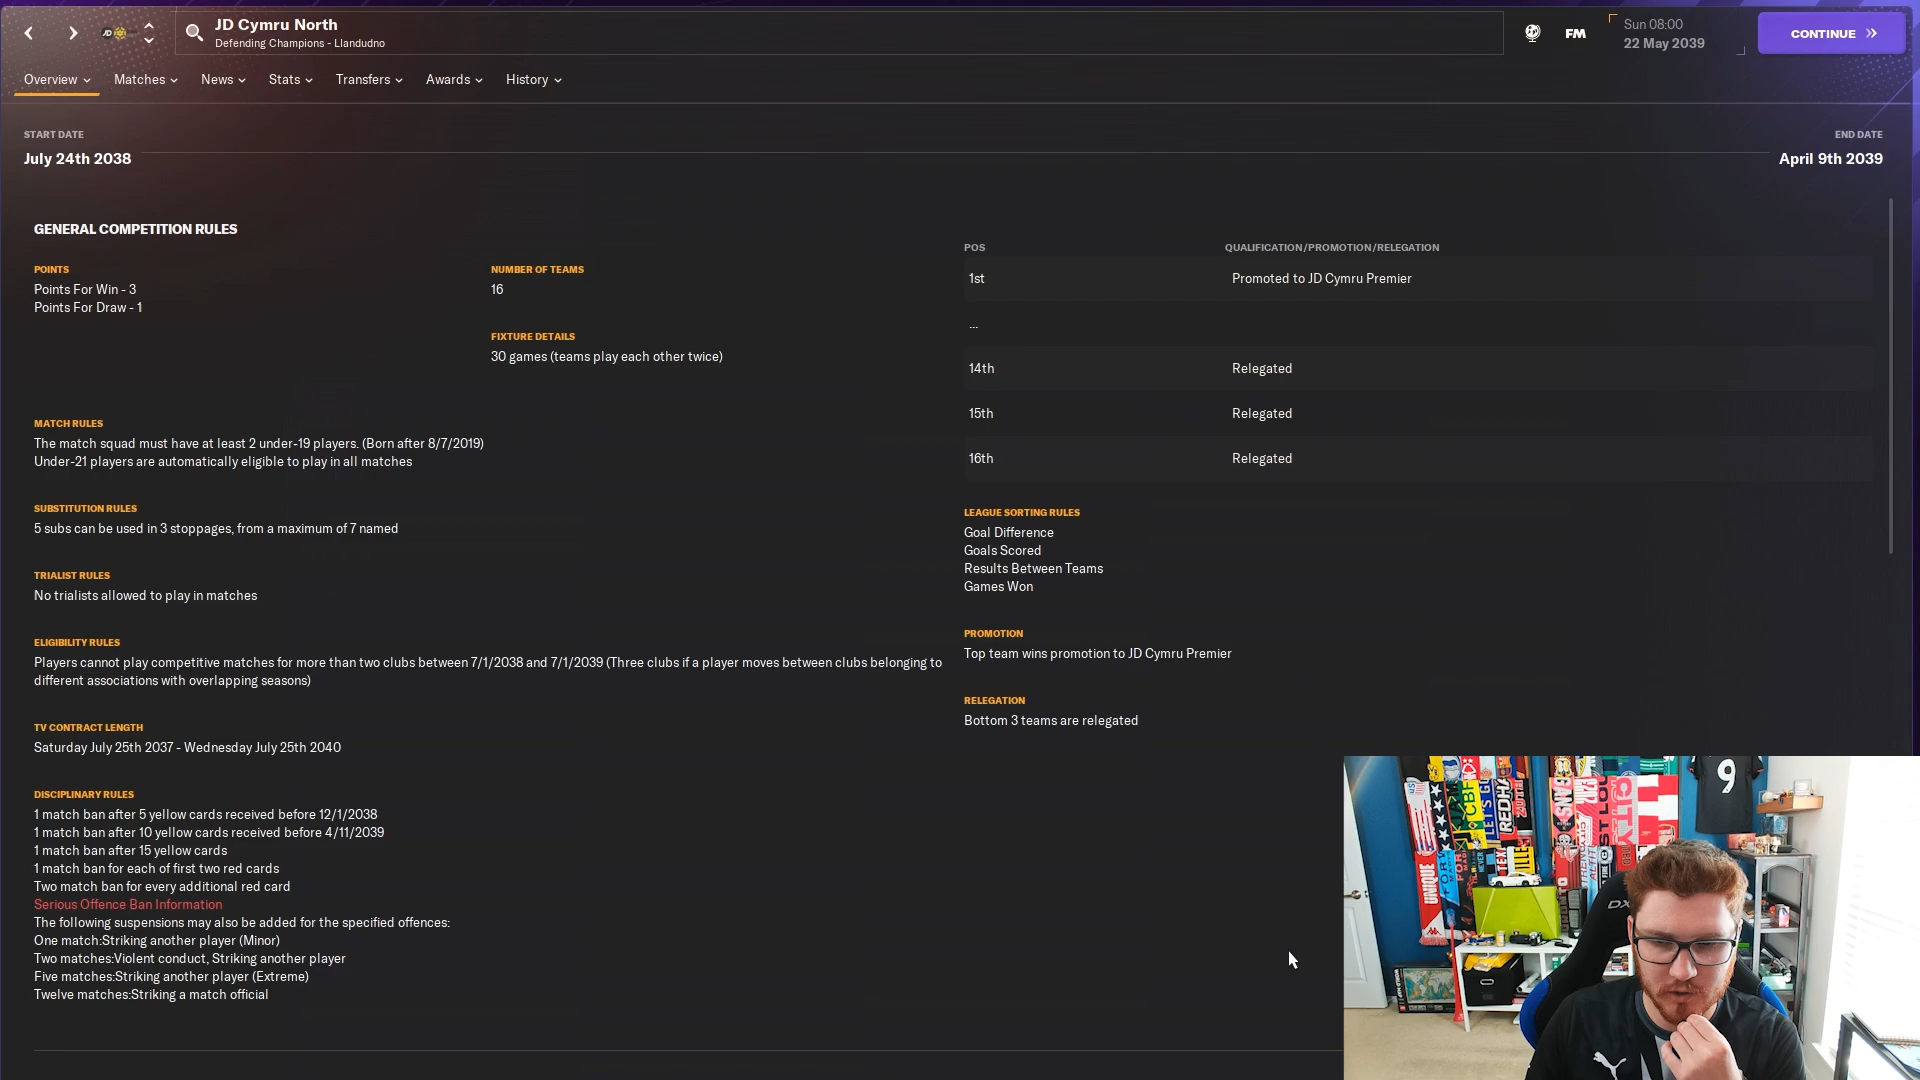 JD Cymru North
Defending Champions - Llandudno
FM
Sun 08:00
22 May 2039
CONTINUE
Overview
Matches
News
Stats
Transfers
Awards
History
START DATE
July 24th 2038
END DATE
April 9th 2039
GENERAL COMPETITION RULES
POINTS
Points For Win - 3
Points For Draw - 1
NUMBER OF TEAMS
16
FIXTURE DETAILS
30 games (teams play each other twice)
MATCH RULES
The match squad must have at least 2 under-19 players. (Born after 8/7/2019)
Under-21 players are automatically eligible to play in all matches
SUBSTITUTION RULES
5 subs can be used in 3 stoppages, from a maximum of 7 named
TRIALIST RULES
No trialists allowed to play in matches
ELIGIBILITY RULES
Players cannot play competitive matches for more than two clubs between 7/1/2038 and 7/1/2039 (Three clubs if a player moves between clubs belonging to
different associations with overlapping seasons)
TV CONTRACT LENGTH
Saturday July 25th 2037 - Wednesday July 25th 2040
DISCIPLINARY RULES
1 match ban after 5 yellow cards received before 12/1/2038
1 match ban after 10 yellow cards received before 4/11/2039
1 match ban after 15 yellow cards
1 match ban for each of first two red cards
Two match ban for every additional red card
Serious Offence Ban Information
The following suspensions may also be added for the specified offences:
One match:Striking another player (Minor)
Two matches:Violent conduct, Striking another player
Five matches:Striking another player (Extreme)
Twelve matches:Striking a match official
POS QUALIFICATION/PROMOTION/RELEGATION
1st Promoted to JD Cymru Premier
...
14th Relegated
15th Relegated
16th Relegated
LEAGUE SORTING RULES
Goal Difference
Goals Scored
Results Between Teams
Games Won
PROMOTION
Top team wins promotion to JD Cymru Premier
RELEGATION
Bottom 3 teams are relegated
9
CBF
LET'S G
REDHA
CITY
UNIQUE